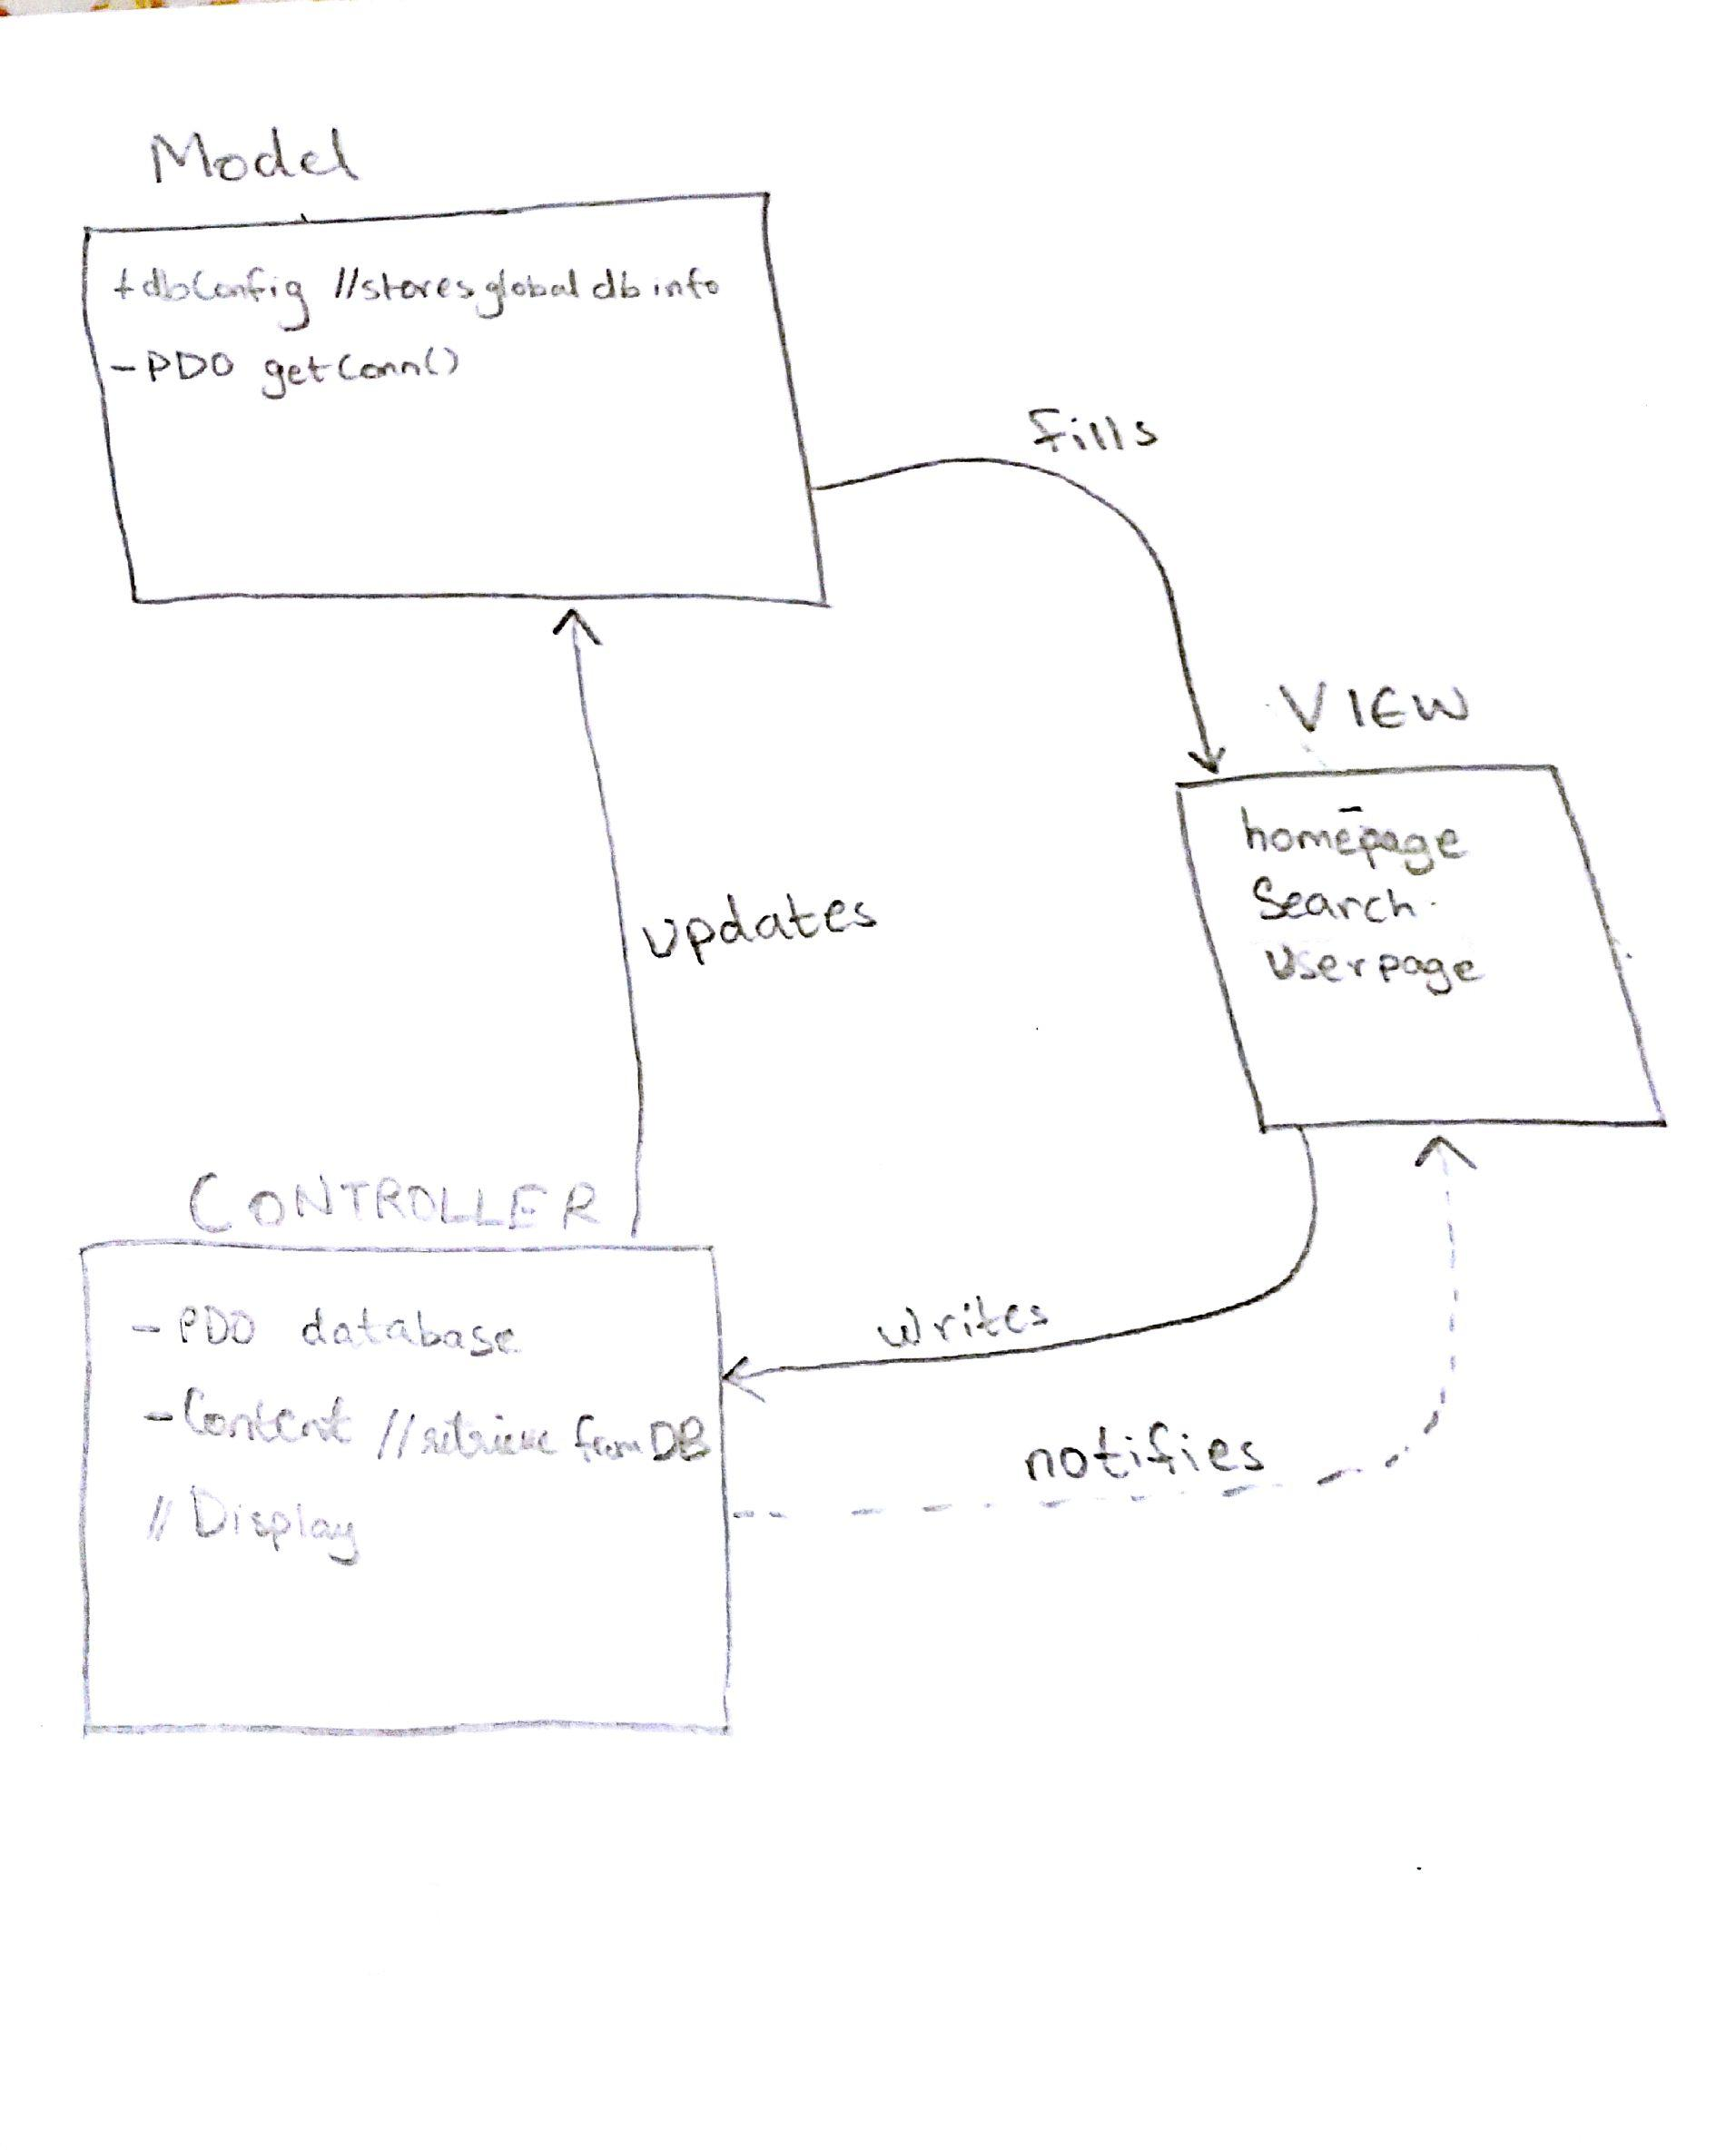 Model
+dbConfig //stores global db info
-PDO getConn()
fills
VIEW
homepage
Search
Userpage
updates
CONTROLLER
-PDO database
-Content //retrieve from DB
// Display
writes
notifies